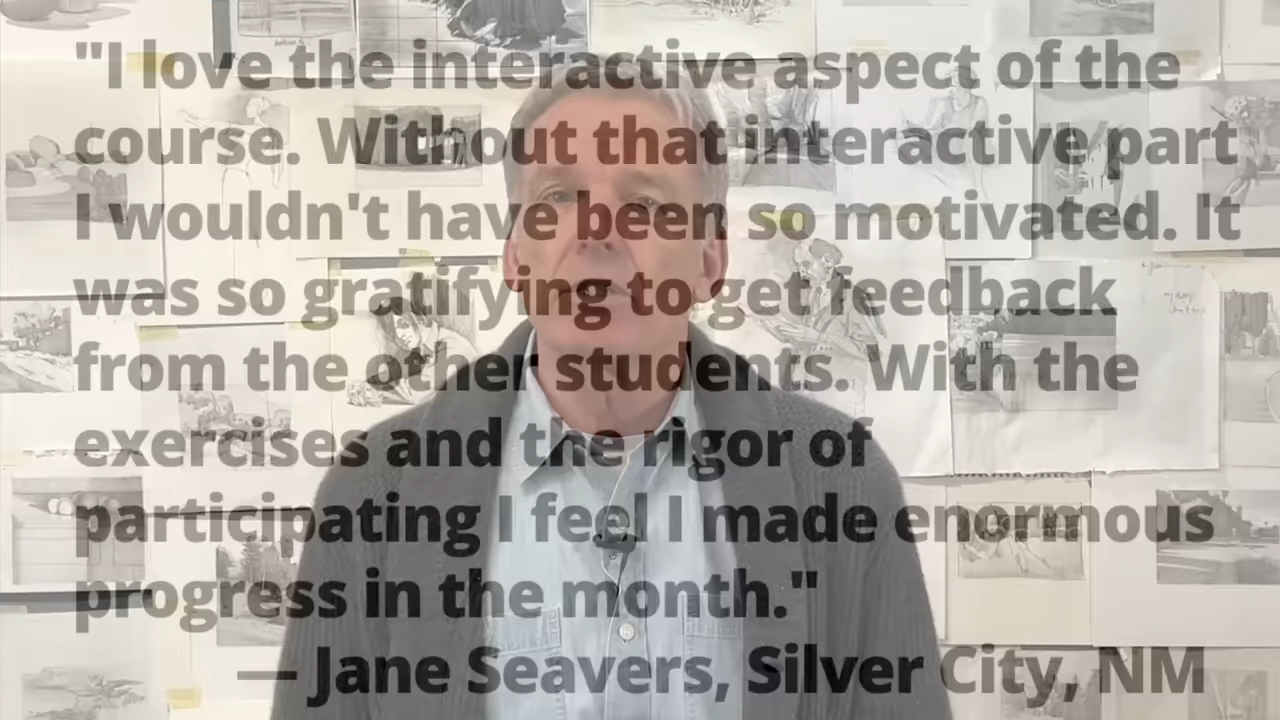 "I love the interactive aspect of the
course. Without that interactive part
I wouldn't have been so motivated. It
was so gratifying to get feedback
from the other students. With the
exercises and the rigor of
participating I feel I made enormous
progress in the month."
— Jane Seavers, Silver City, NM